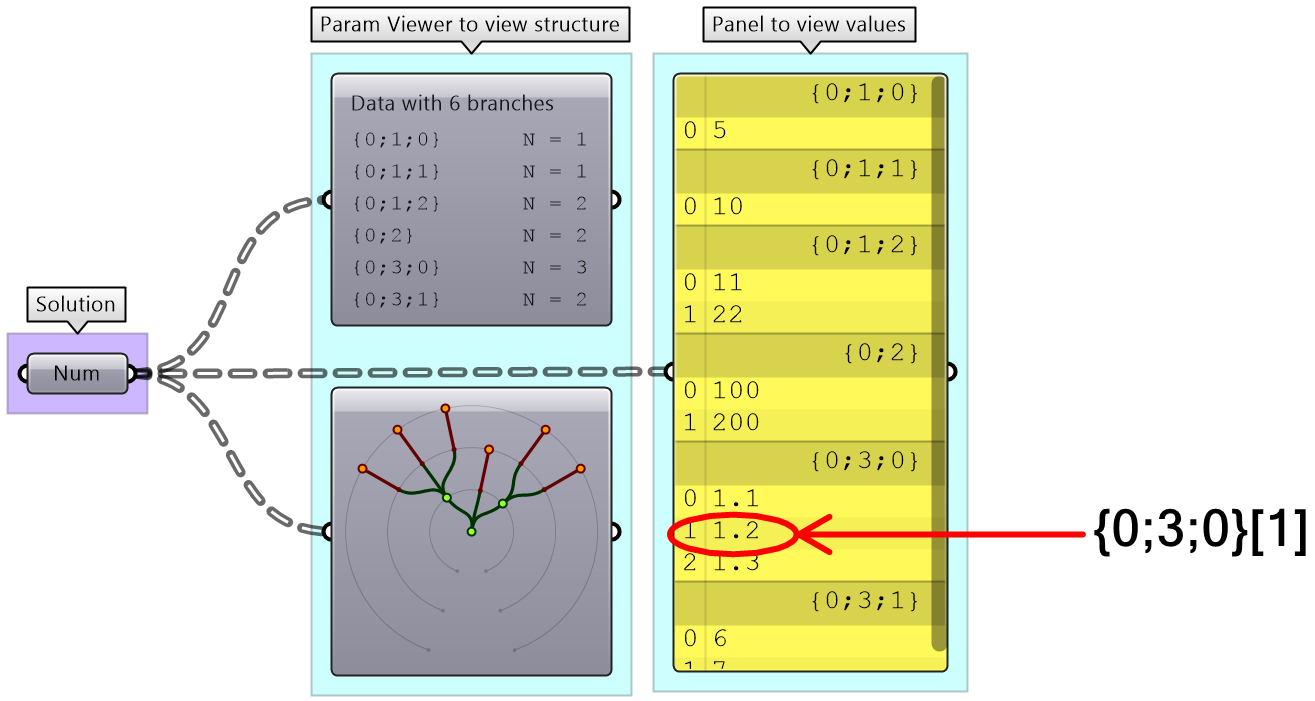 Param Viewer to view structure
Panel to view values
Data with 6 branches
{0;1;0} N = 1
{0;1;1} N = 1
{0;1;2} N = 2
{0;2} N = 2
{0;3;0} N = 3
{0;3;1} N = 2
Solution
Num
{0;1;0}
0 5
{0;1;1}
0 10
{0;1;2}
0 11
1 22
{0;2}
0 100
1 200
{0;3;0}
0 1.1
1 1.2
2 1.3
{0;3;1}
0 6
1 7
{0;3;0}[1]